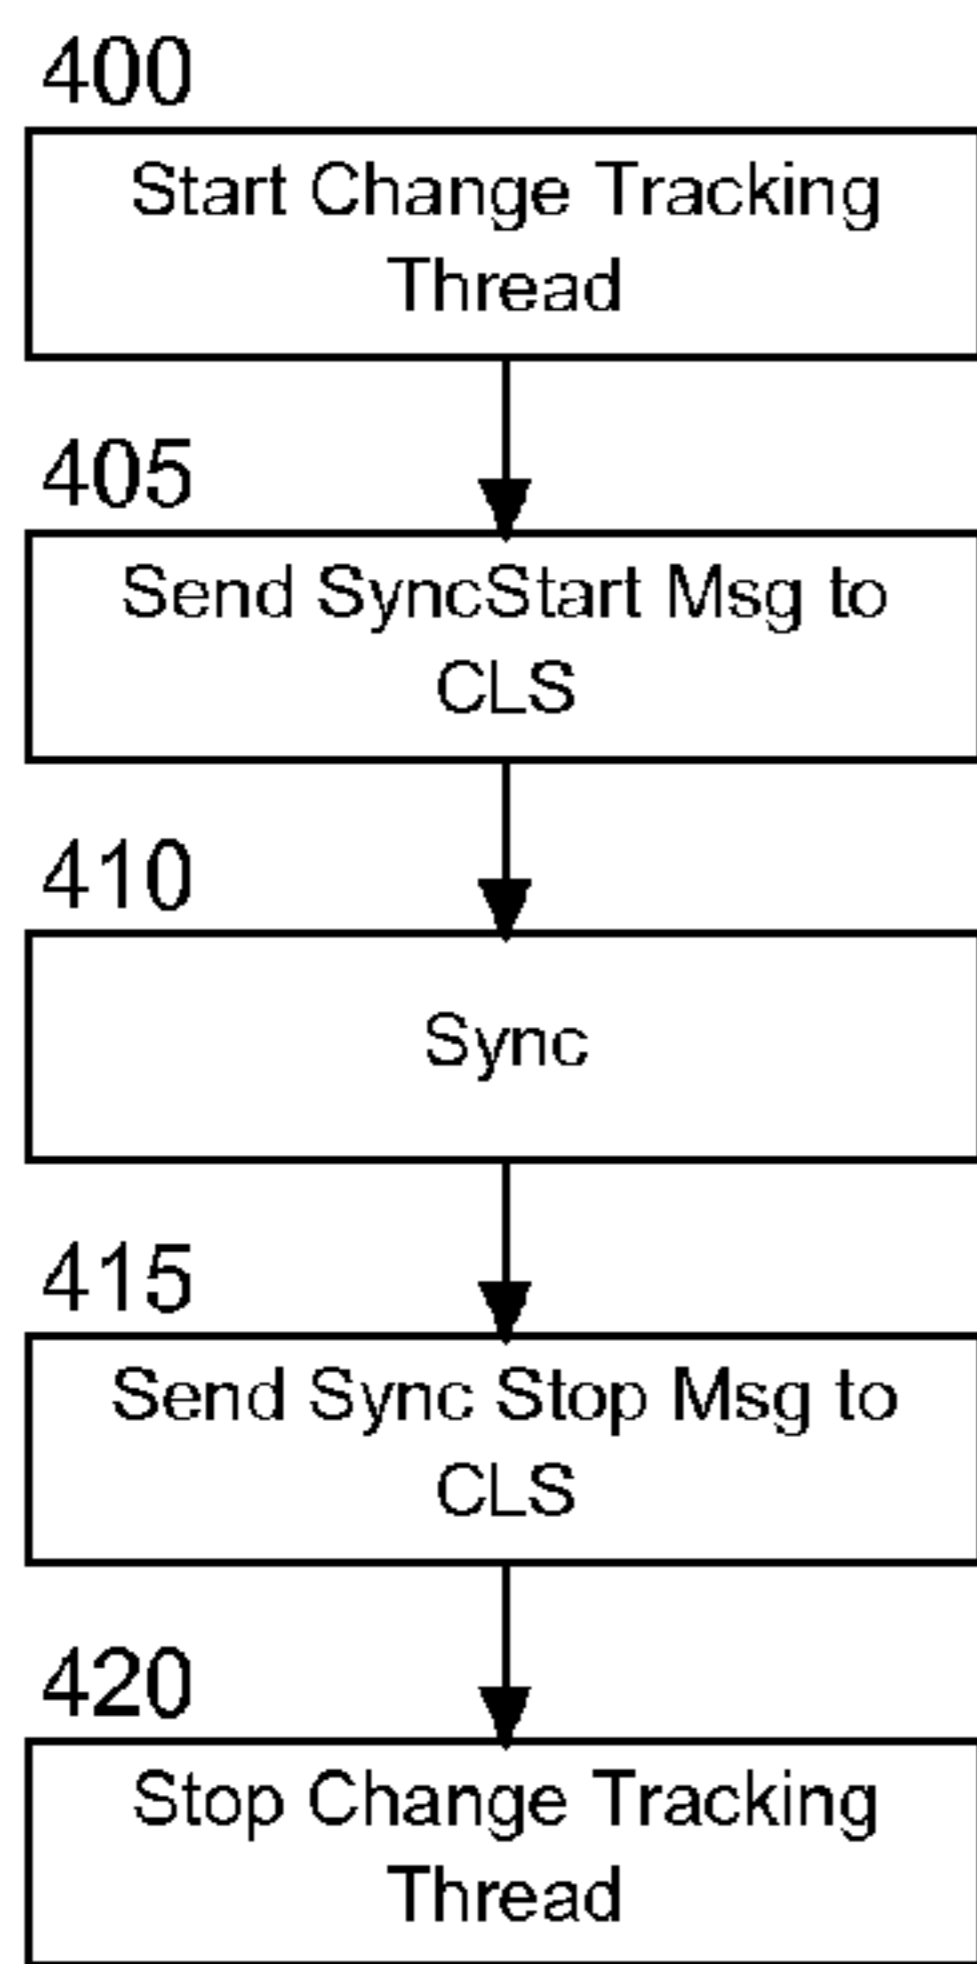 400
Start Change Tracking
Thread
405
Send SyncStart Msg to
CLS
410
Sync
415
Send Sync Stop Msg to
CLS
420
Stop Change Tracking
Thread